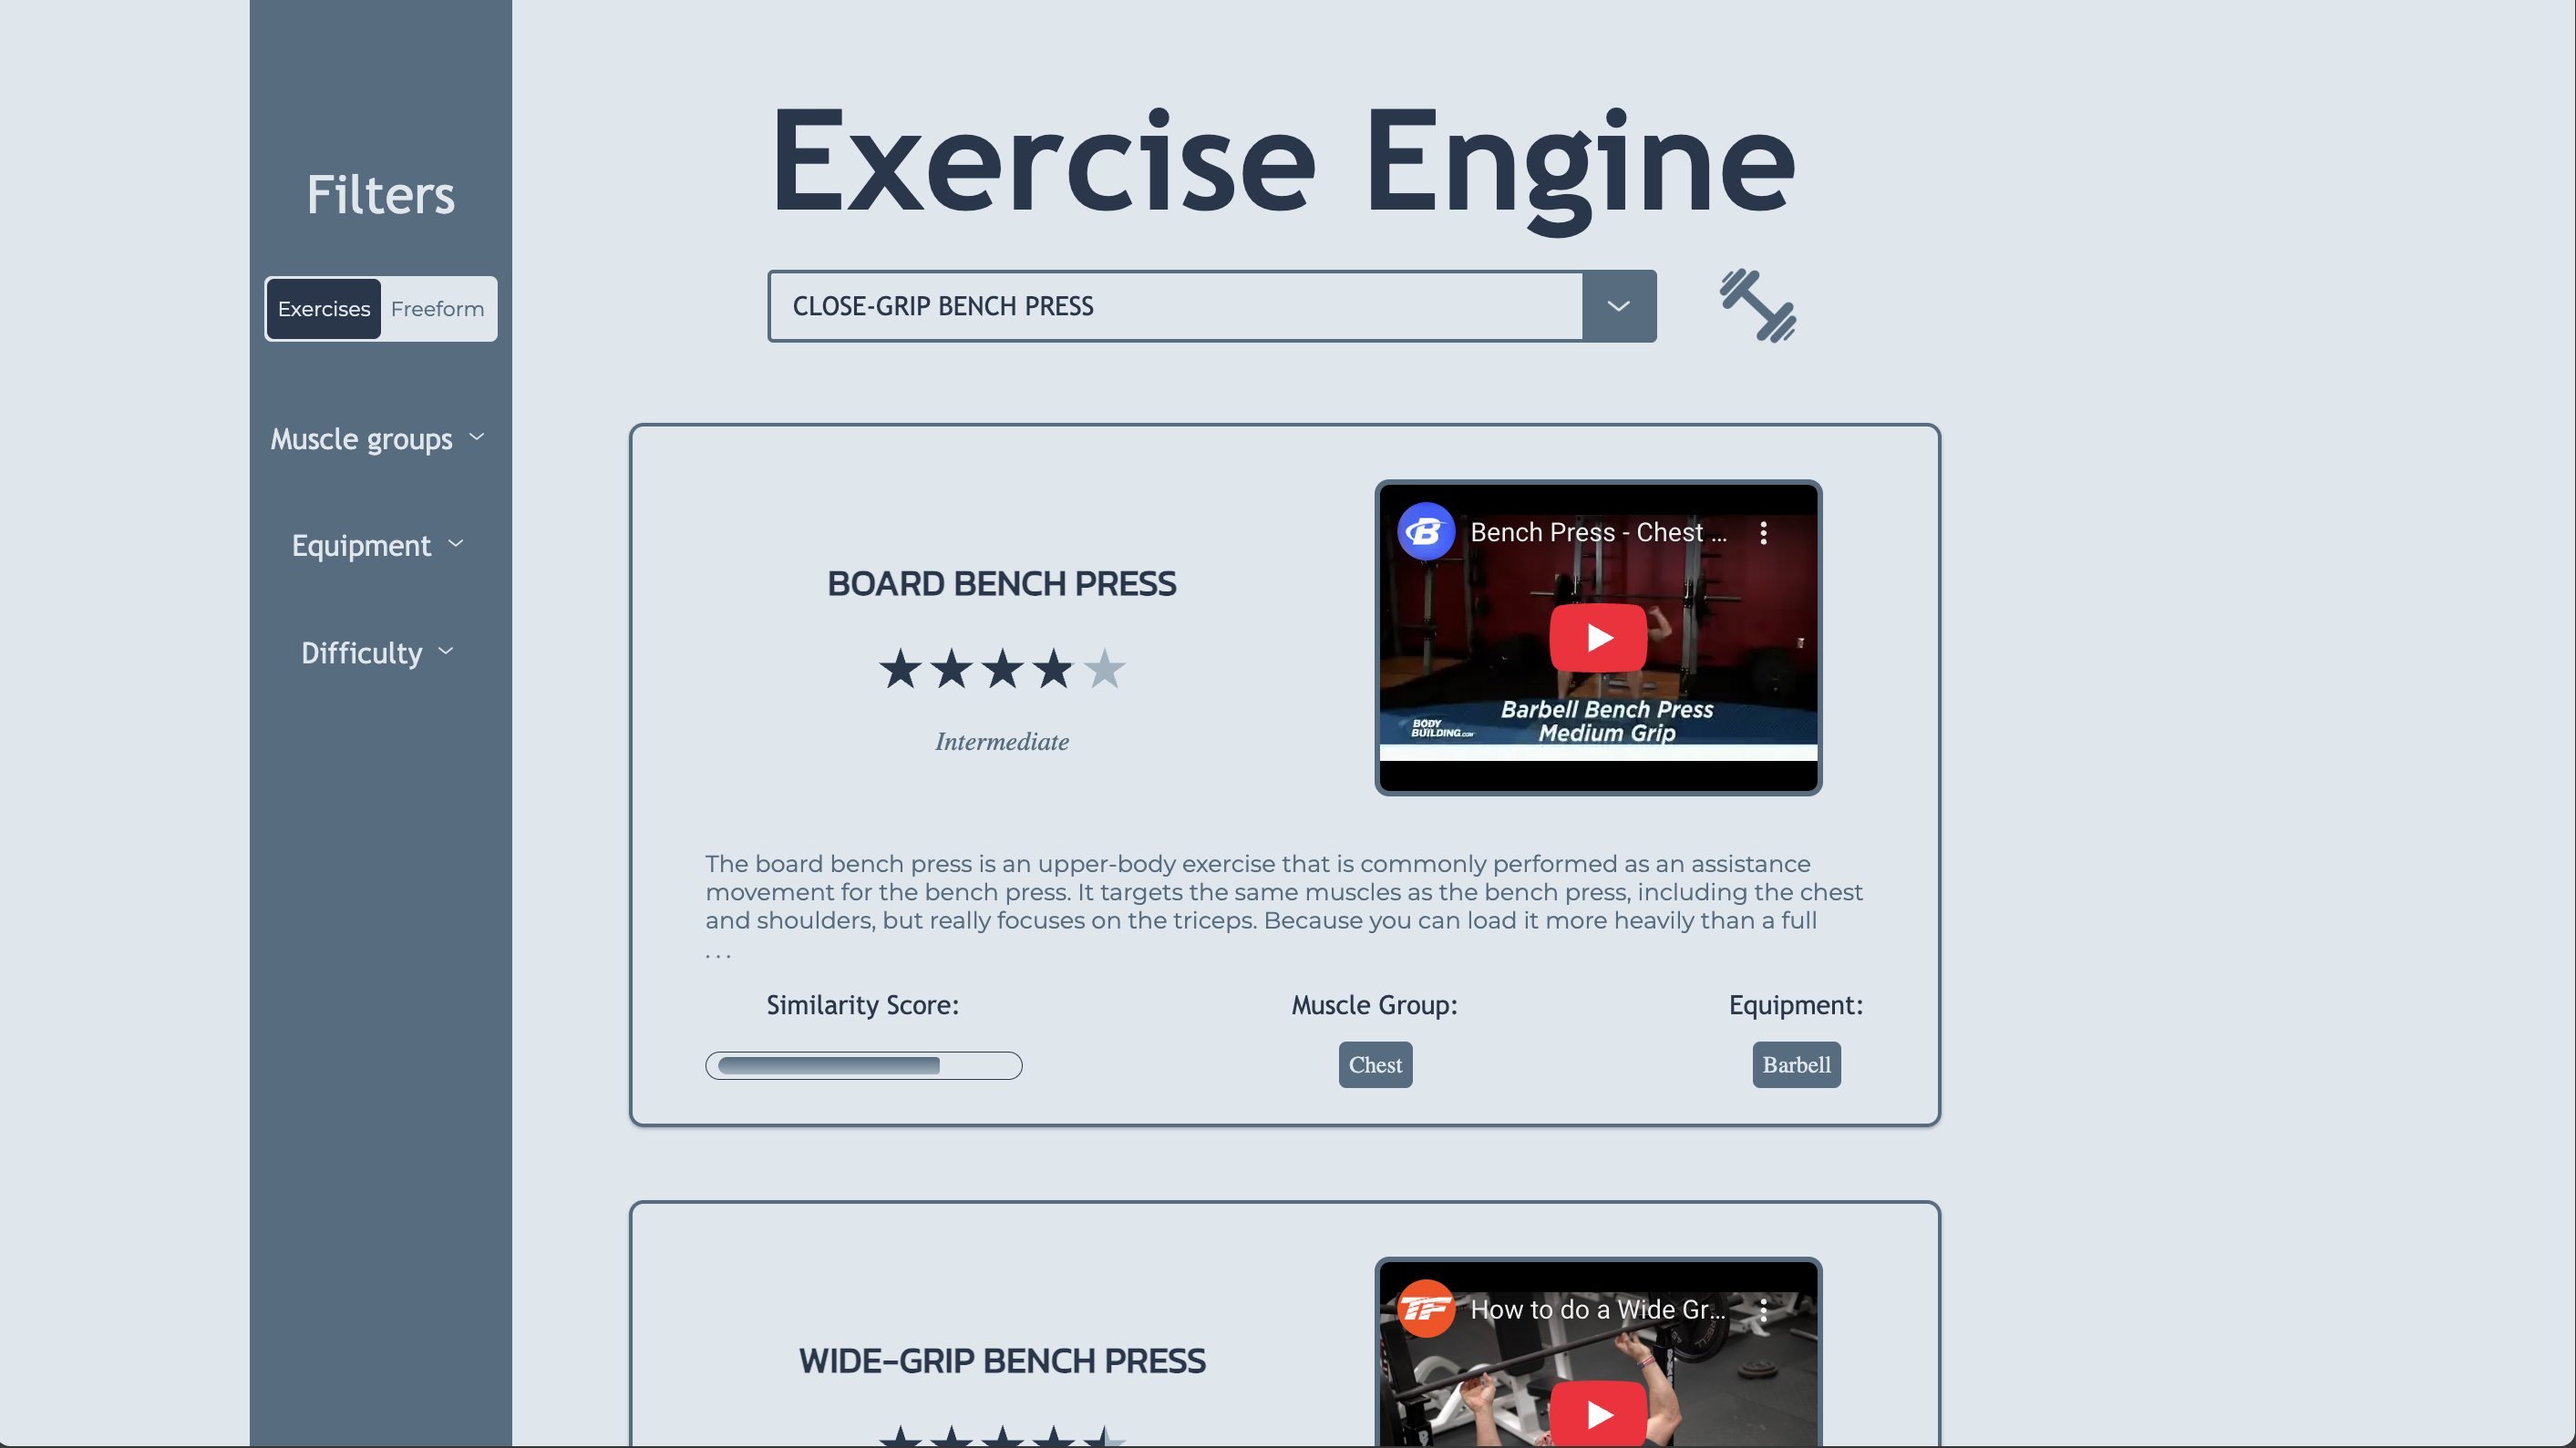 Filters
Exercises
Freeform
Muscle groups
Equipment
Difficulty
Exercise Engine
CLOSE-GRIP BENCH PRESS
BOARD BENCH PRESS
Intermediate
Bench Press - Chest ...
Barbell Bench Press
Medium Grip
BODY
BUILDING.COM
The board bench press is an upper-body exercise that is commonly performed as an assistance
movement for the bench press. It targets the same muscles as the bench press, including the chest
and shoulders, but really focuses on the triceps. Because you can load it more heavily than a full
...
Similarity Score:
Muscle Group:
Equipment:
Chest
Barbell
WIDE-GRIP BENCH PRESS
TF
How to do a Wide Gr...